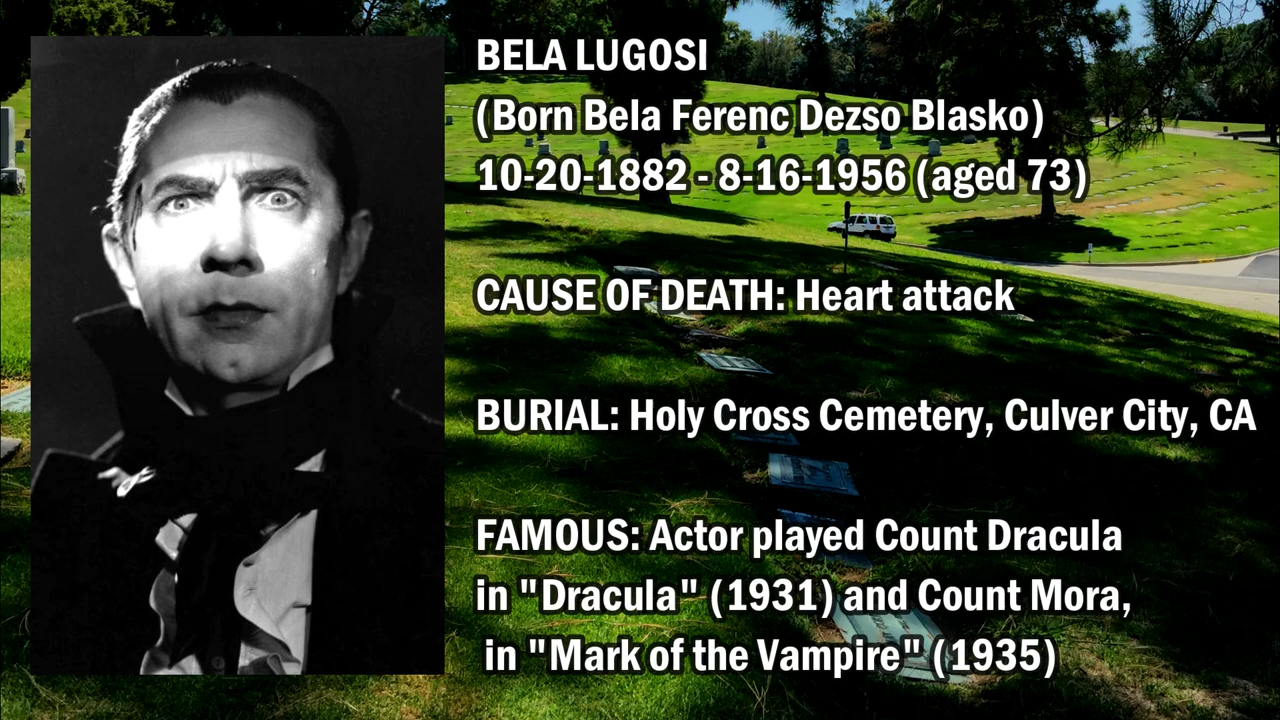 BELA LUGOSI
(Born Bela Ferenc Dezso Blasko)
10-20-1882 - 8-16-1956 (aged 73)
CAUSE OF DEATH: Heart attack
BURIAL: Holy Cross Cemetery, Culver City, CA
FAMOUS: Actor played Count Dracula
in "Dracula" (1931) and Count Mora,
in "Mark of the Vampire" (1935)